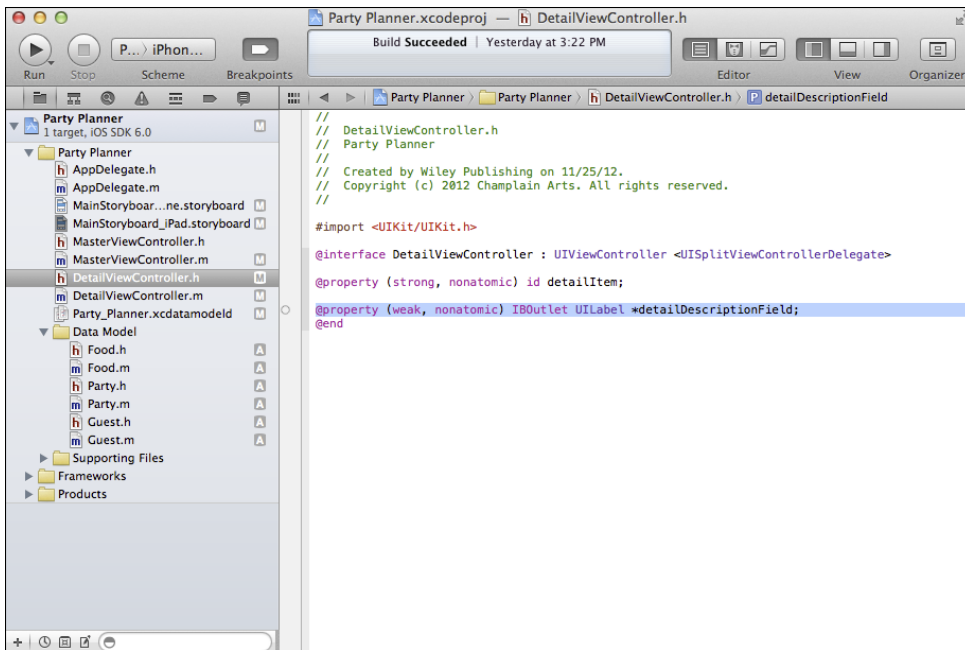 Party Planner.xcodeproj — h DetailViewController.h
P... iPhon...
Build Succeeded | Yesterday at 3:22 PM
Run Stop Scheme Breakpoints Editor View Organizer
Party Planner Party Planner h DetailViewController.h P detailDescriptionField
Party Planner M
1 target, iOS SDK 6.0
Party Planner
h AppDelegate.h
m AppDelegate.m
MainStoryboar...ne.storyboard M
MainStoryboard_iPad.storyboard M
h MasterViewController.h
m MasterViewController.m M
h DetailViewController.h M
m DetailViewController.m M
Party_Planner.xcdatamodeld M
Data Model
h Food.h A
m Food.m A
h Party.h A
m Party.m A
h Guest.h A
m Guest.m A
Supporting Files
Frameworks
Products
//
// DetailViewController.h
// Party Planner
//
// Created by Wiley Publishing on 11/25/12.
// Copyright (c) 2012 Champlain Arts. All rights reserved.
//
#import <UIKit/UIKit.h>
@interface DetailViewController : UIViewController <UISplitViewControllerDelegate>
@property (strong, nonatomic) id detailItem;
@property (weak, nonatomic) IBOutlet UILabel *detailDescriptionField;
@end